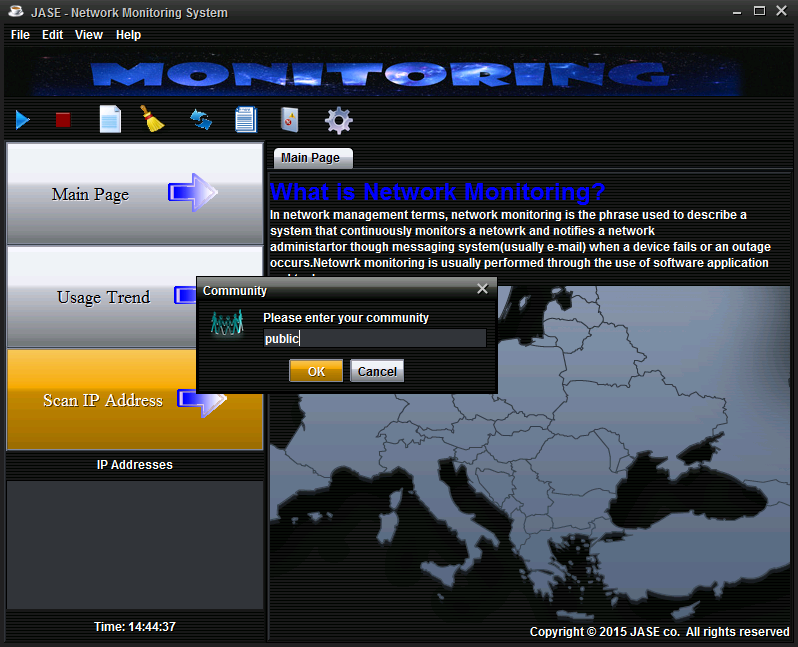 JASE - Network Monitoring System
File Edit View Help
MONITORING
Main Page
Main Page
What is Network Monitoring?
In network management terms, network monitoring is the phrase used to describe a
system that continuously monitors a netowrk and notifies a network
administartor though messaging system(usually e-mail) when a device fails or an outage
occurs.Netowrk monitoring is usually performed through the use of software application
Usage Trend
Community
Please enter your community
public
OK Cancel
Scan IP Address
IP Addresses
Time: 14:44:37
Copyright © 2015 JASE co. All rights reserved